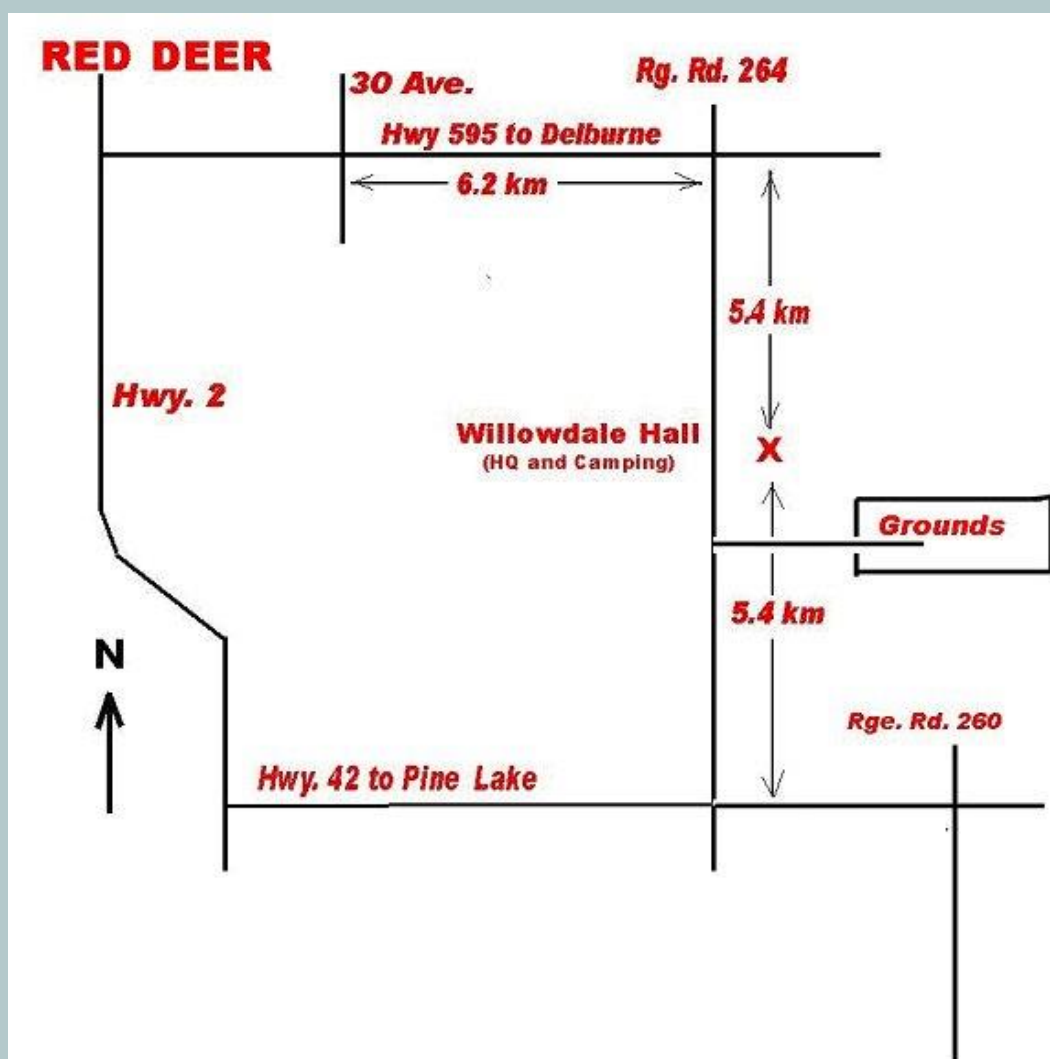 RED DEER
30 Ave.
Rg. Rd. 264
Hwy 595 to Delburne
6.2 km
5.4 km
Hwy. 2
Willowdale Hall
(HQ and Camping)
X
Grounds
5.4 km
N
Rge. Rd. 260
Hwy. 42 to Pine Lake